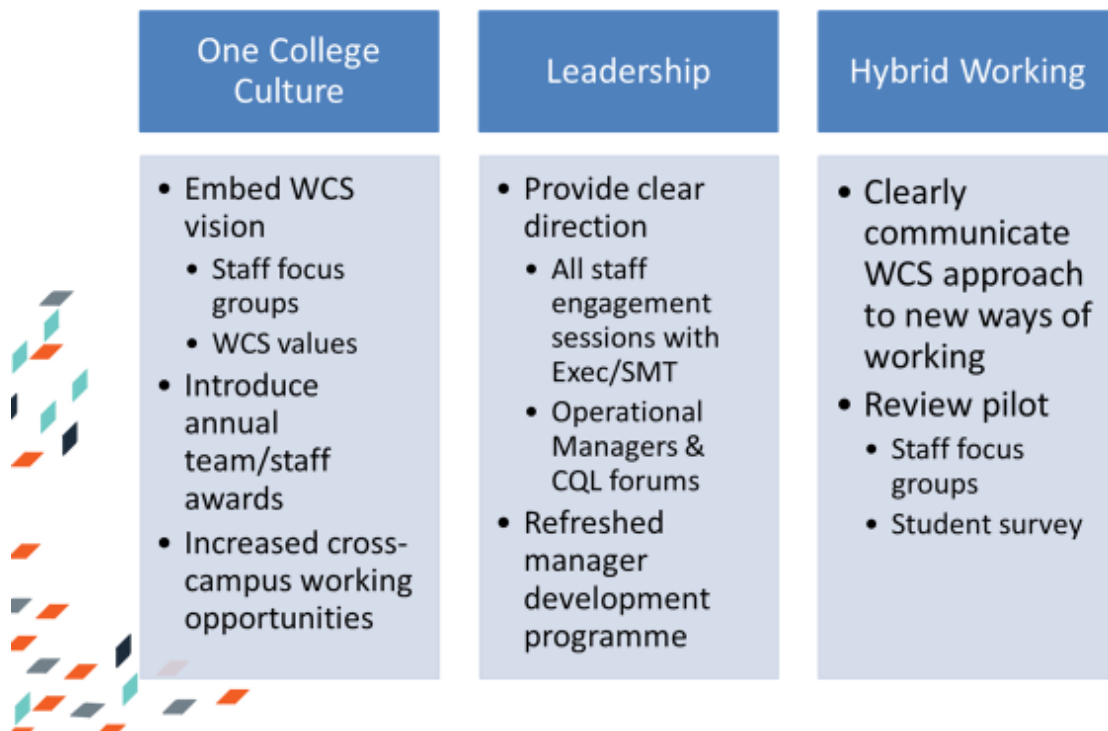 One College
Culture
• Embed WCS
vision
• Staff focus
groups
• WCS values
• Introduce
annual
team/staff
awards
• Increased cross-
campus working
opportunities
Leadership
• Provide clear
direction
• All staff
engagement
sessions with
Exec/SMT
• Operational
Managers &
CQL forums
• Refreshed
manager
development
programme
Hybrid Working
• Clearly
communicate
WCS approach
to new ways of
working
• Review pilot
• Staff focus
groups
• Student survey